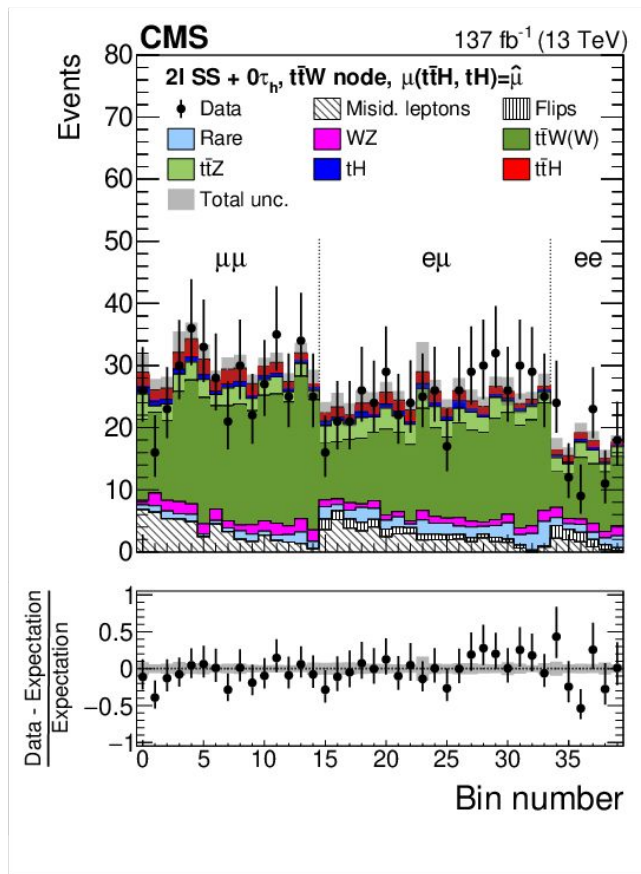 CMS 137 fb⁻¹ (13 TeV)
2l SS + 0τₕ, tt̄W node, μ(tt̄H, tH)=μ̂
Data Misid. leptons Flips
Rare WZ tt̄W(W)
tt̄Z tH tt̄H
Total unc.
μμ eμ ee
Events
80
70
60
50
40
30
20
10
0
Data - Expectation
Expectation
1
0.5
0
−0.5
−1
0 5 10 15 20 25 30 35
Bin number